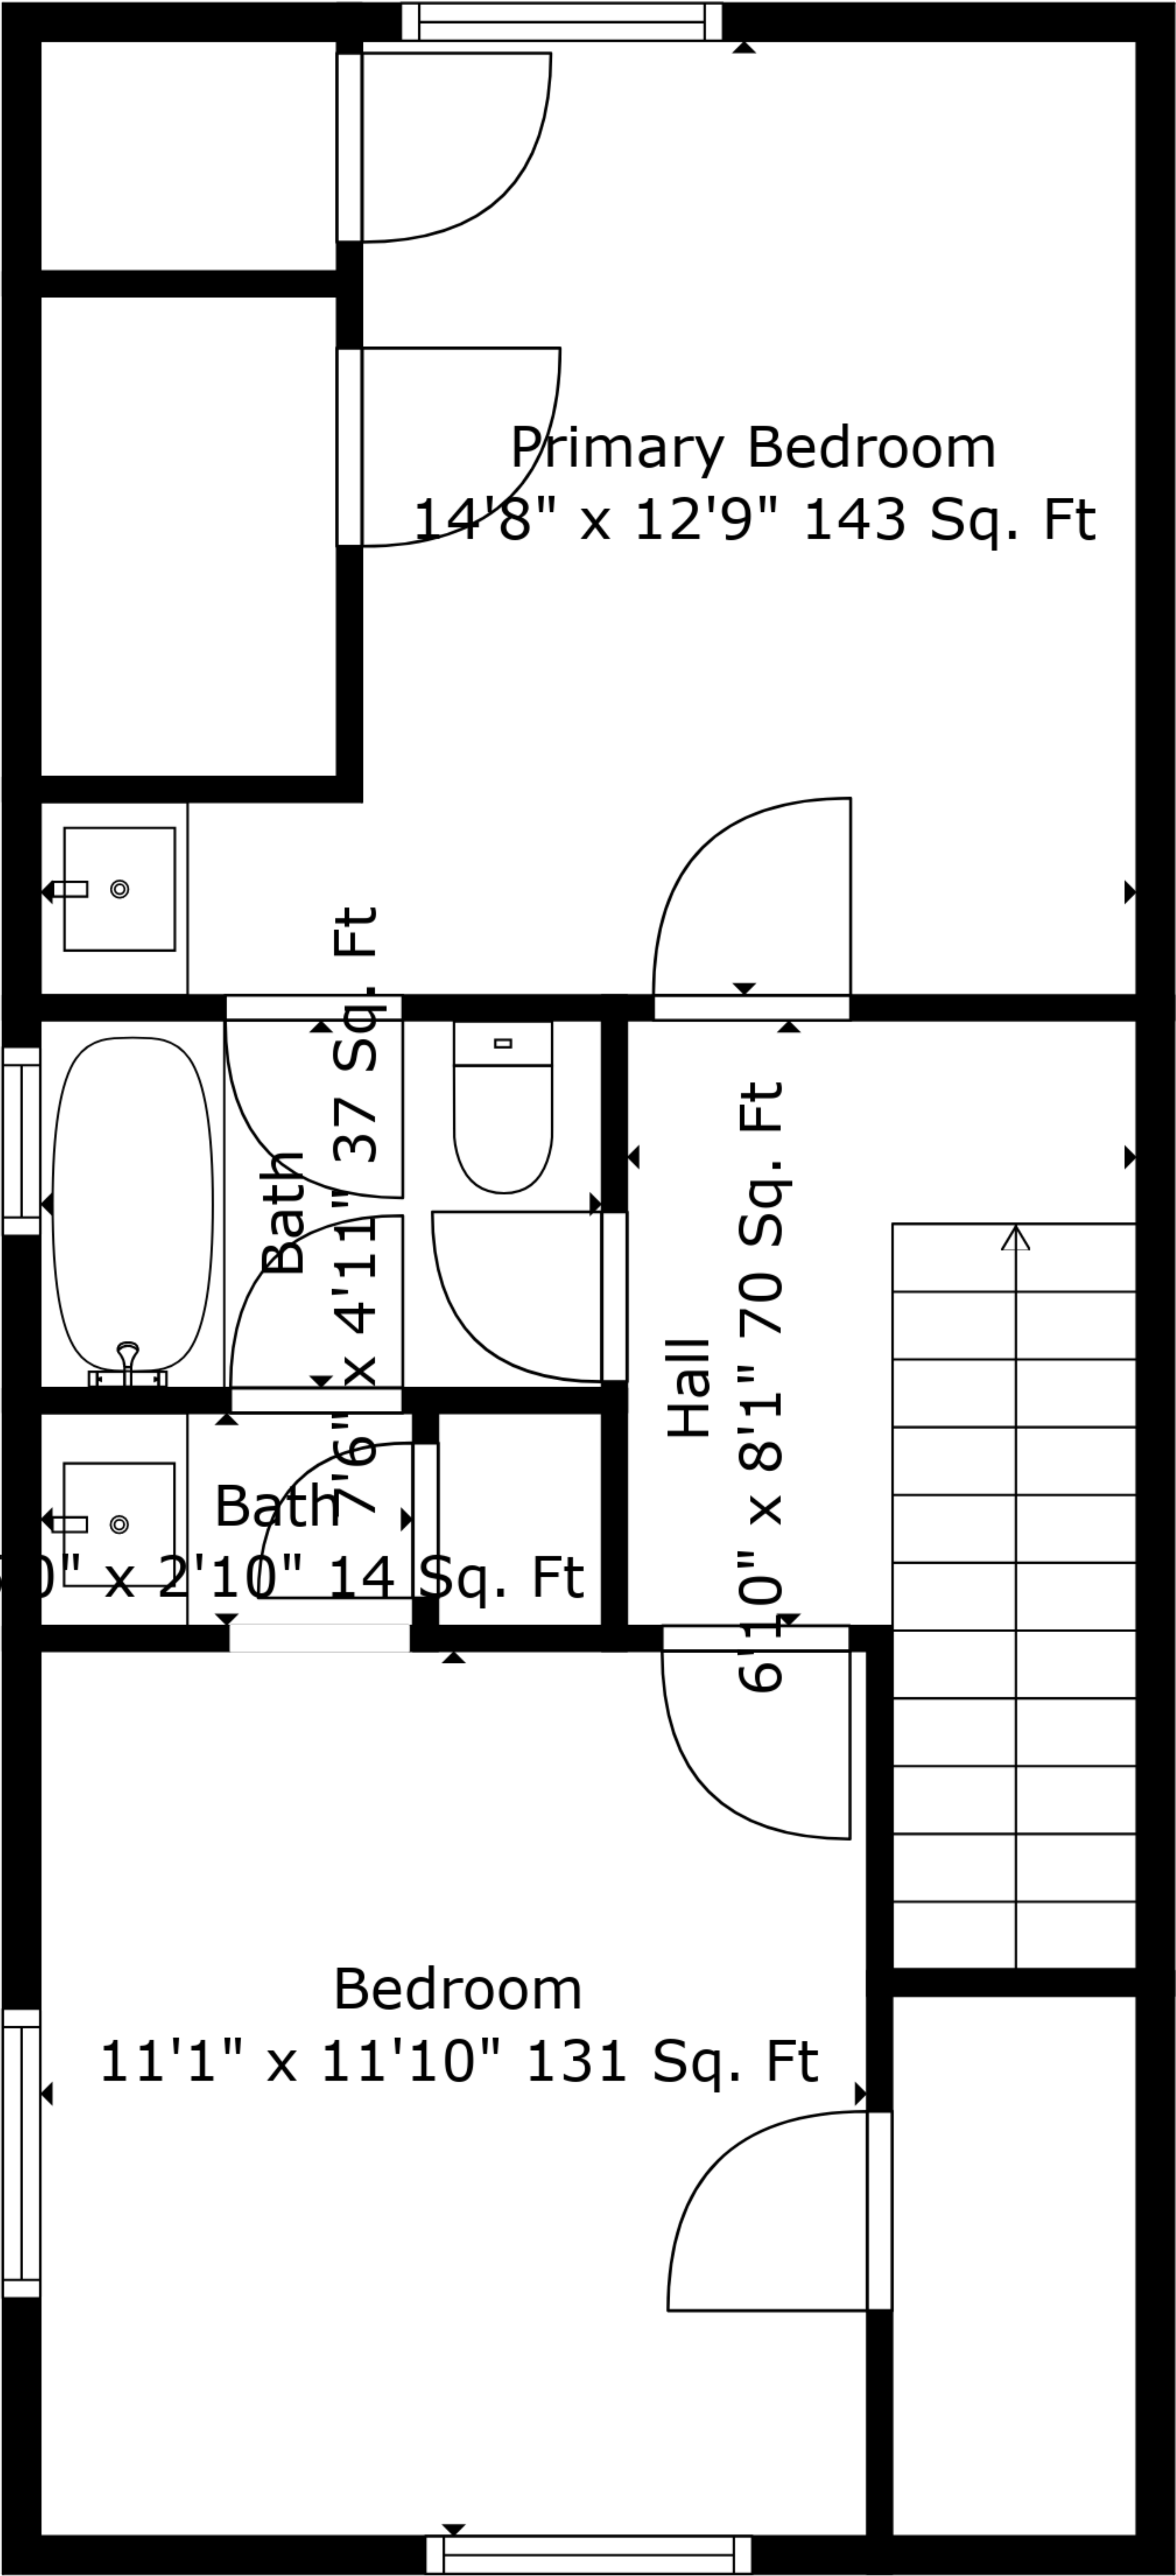 Primary Bedroom
14'8" x 12'9" 143 Sq. Ft
Bath
7'6" x 4'11" 37 Sq. Ft
Hall
6'10" x 8'1" 70 Sq. Ft
Bath
0" x 2'10" 14 Sq. Ft
Bedroom
11'1" x 11'10" 131 Sq. Ft